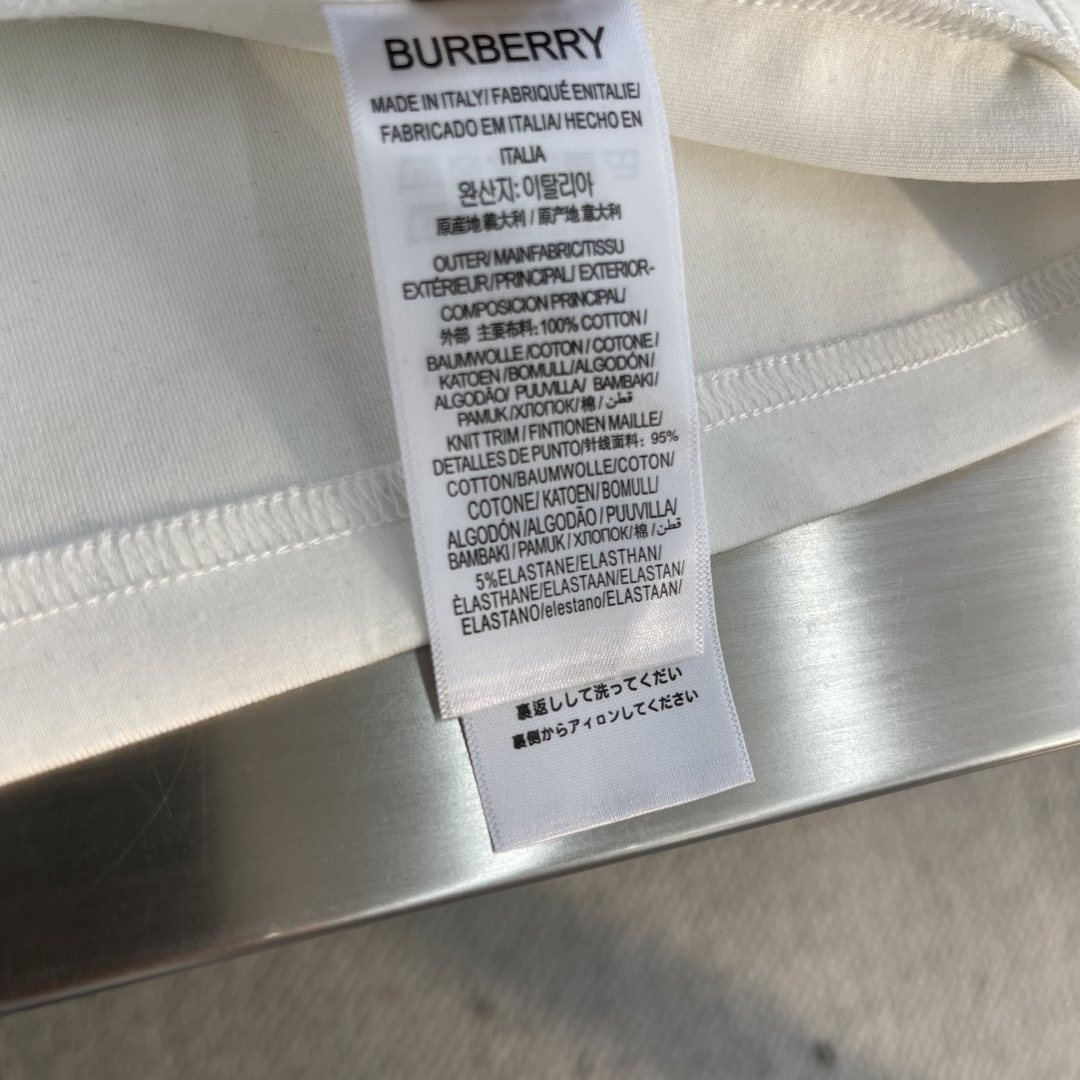 BURBERRY
MADE IN ITALY/ FABRIQUÉ ENITALIE/
FABRICADO EM ITALIA/ HECHO EN
ITALIA
완산지: 이탈리아
原産地義大利 / 原产地意大利
OUTER/ MAINFABRIC/TISSU
EXTÉRIEUR/PRINCIPAL/ EXTERIOR-
COMPOSICION PRINCIPAL/
外部 主要布料: 100% COTTON /
BAUMWOLLE /COTON / COTONE /
KATOEN /BOMULL/ALGODÓN /
ALGODÃO/ PUUVILLA/ BAMBAKI /
PAMUK /ХЛОПОК/ 棉 / قطن
KNIT TRIM / FINTIONEN MAILLE/
DETALLES DE PUNTO/针线面料: 95%
COTTON/BAUMWOLLE/COTON/
COTONE/ KATOEN/BOMULL/
ALGODÓN /ALGODÃO / PUUVILLA/
BAMBAKI / PAMUK / ХЛОПОК/ 棉 / قطن
5%ELASTANE/ELASTHAN/
ÈLASTHANE/ELASTAAN/ELASTAN/
ELASTANO/elestano/ELASTAAN/
裏返しして洗ってくだい
裏側からアィロンしてください